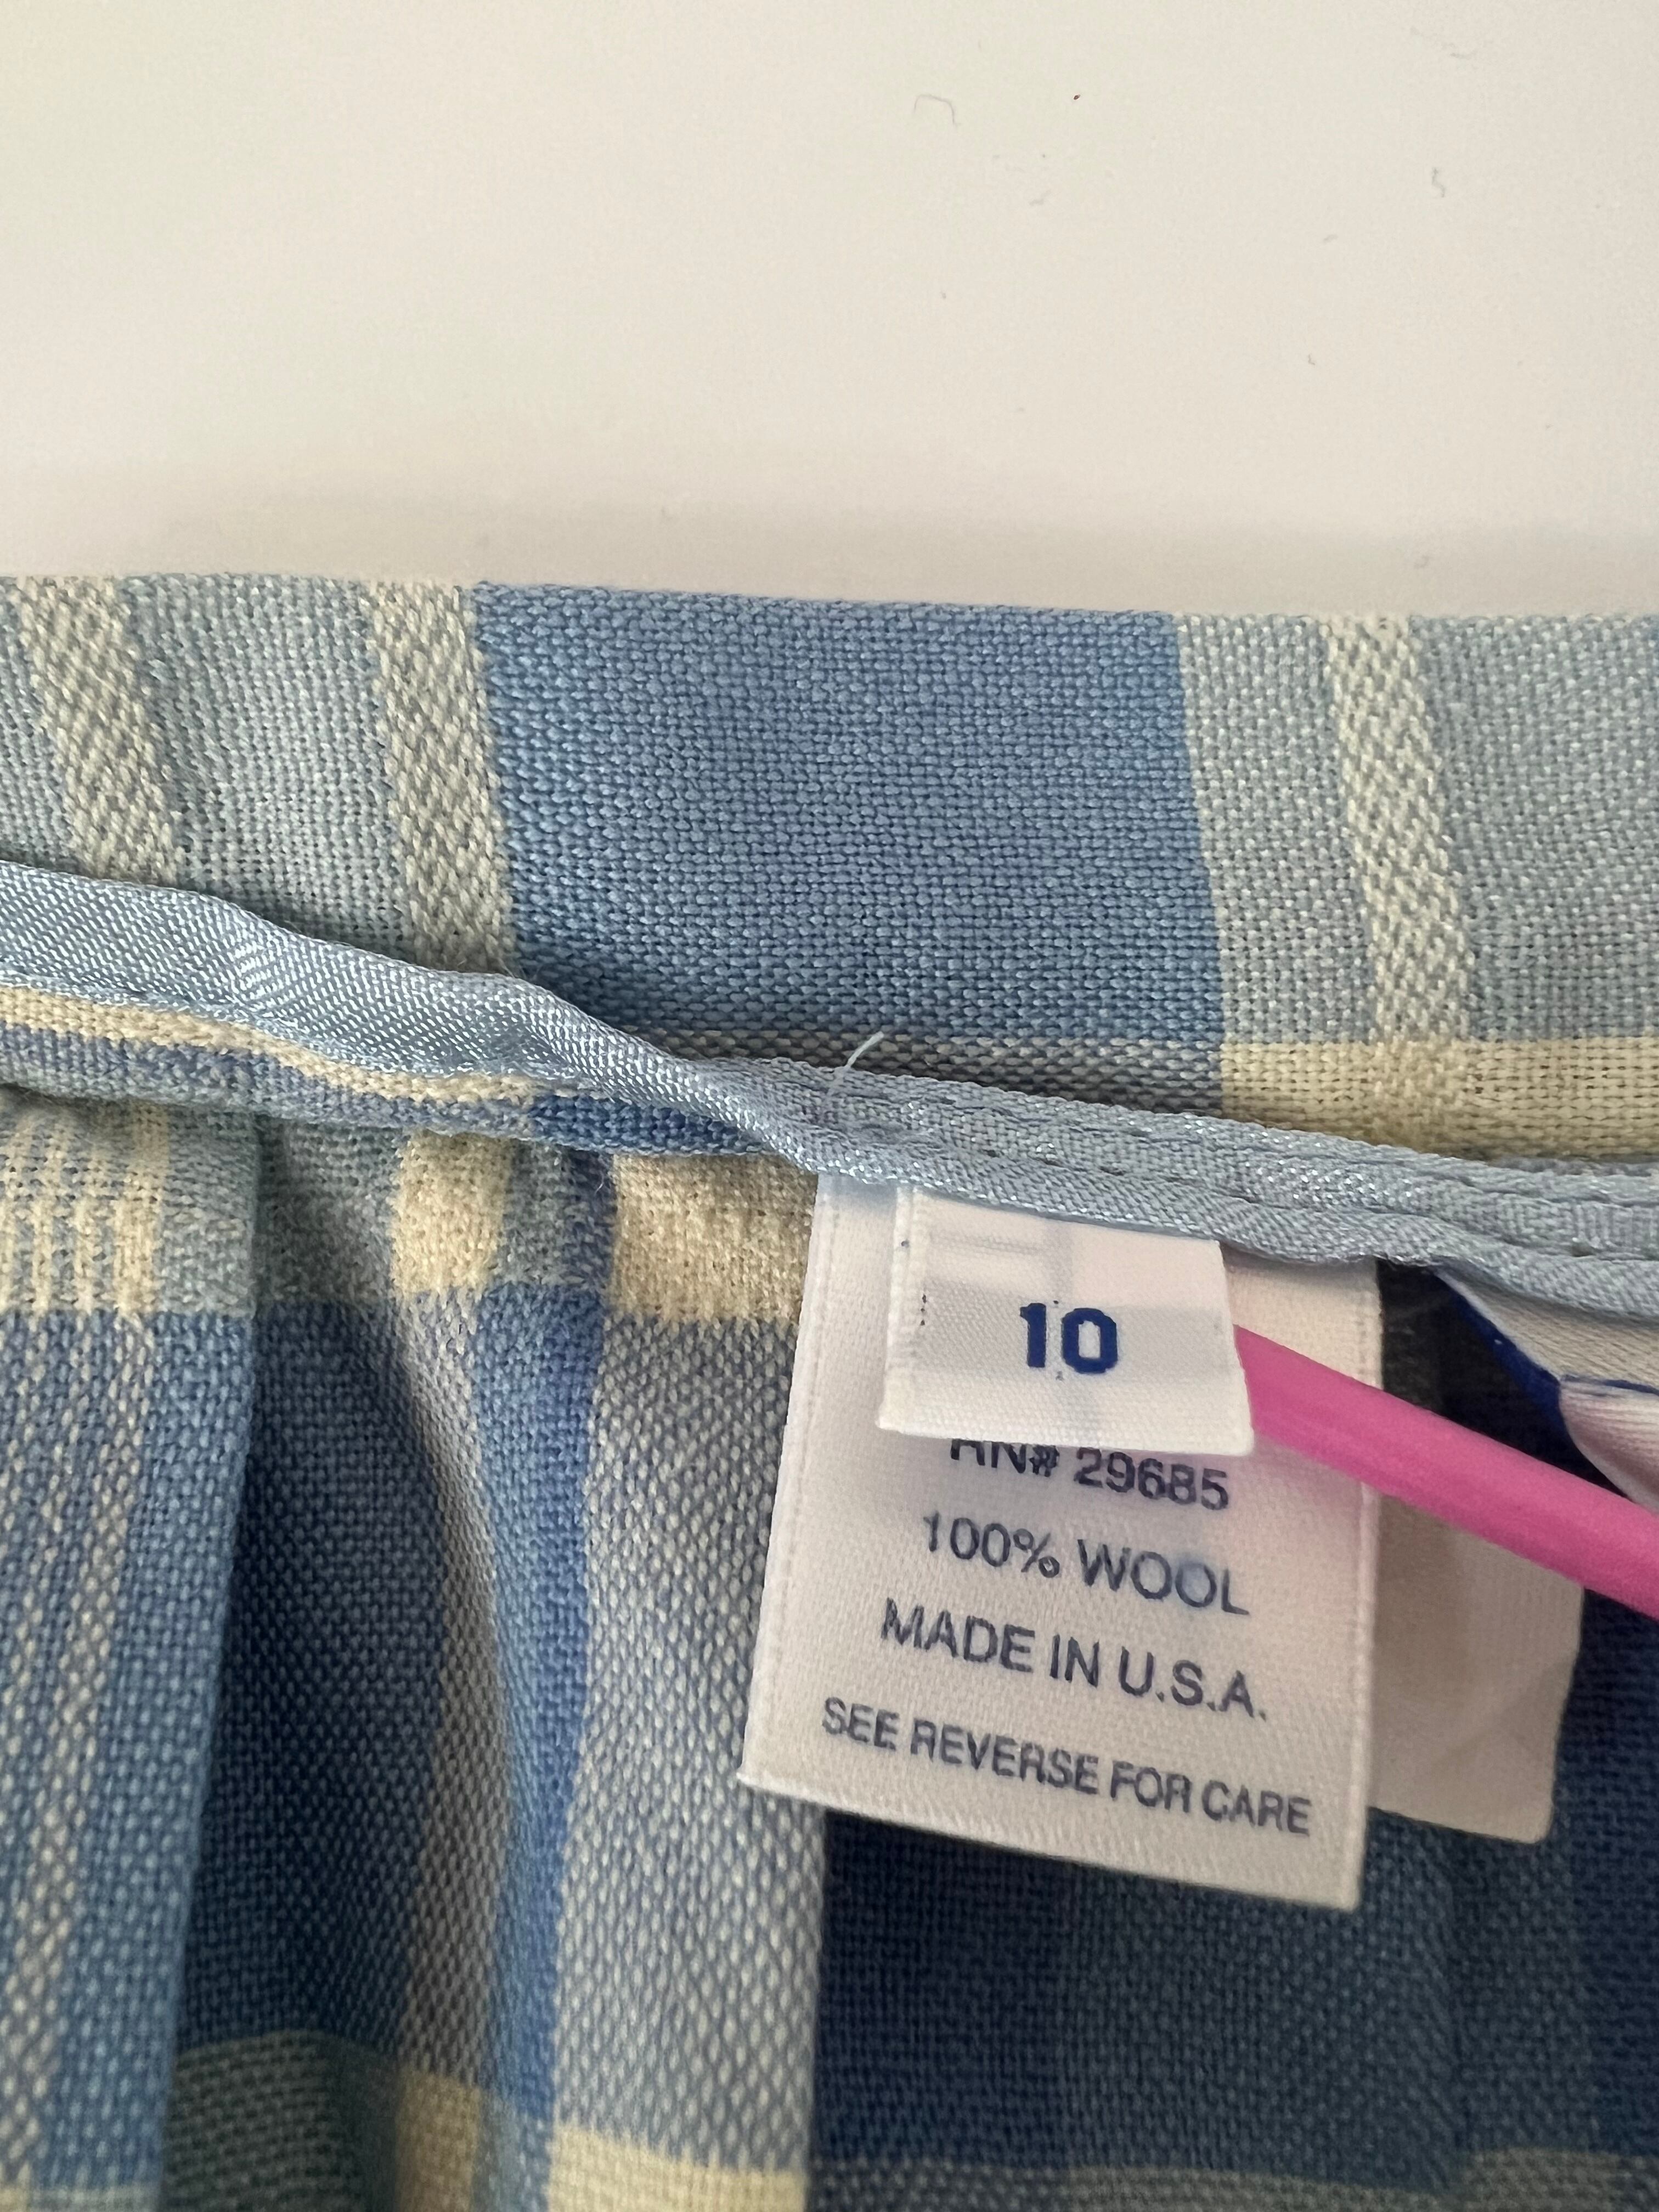 10
RN# 29685
100% WOOL
MADE IN U.S.A.
SEE REVERSE FOR CARE